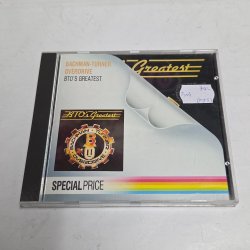 BACHMAN-TURNER
OVERDRIVE
BTO'S GREATEST
Greatest
BTO's Greatest
SPECIAL PRICE